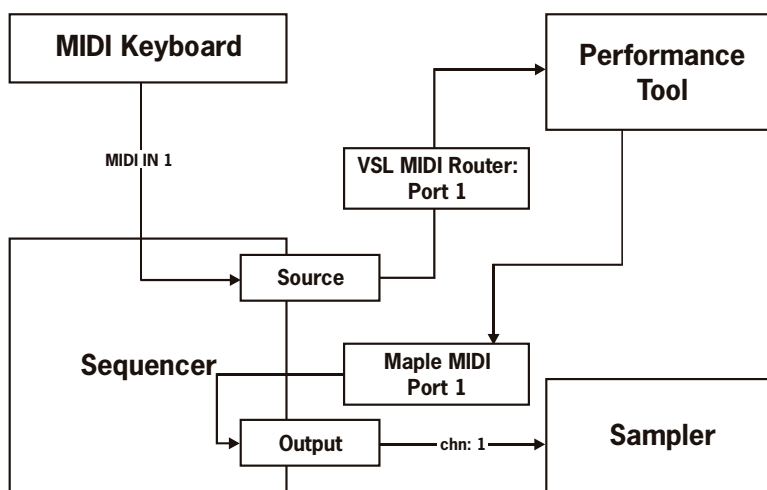 MIDI Keyboard
Performance
Tool
MIDI IN 1
VSL MIDI Router:
Port 1
Source
Sequencer
Maple MIDI
Port 1
Output
chn: 1
Sampler